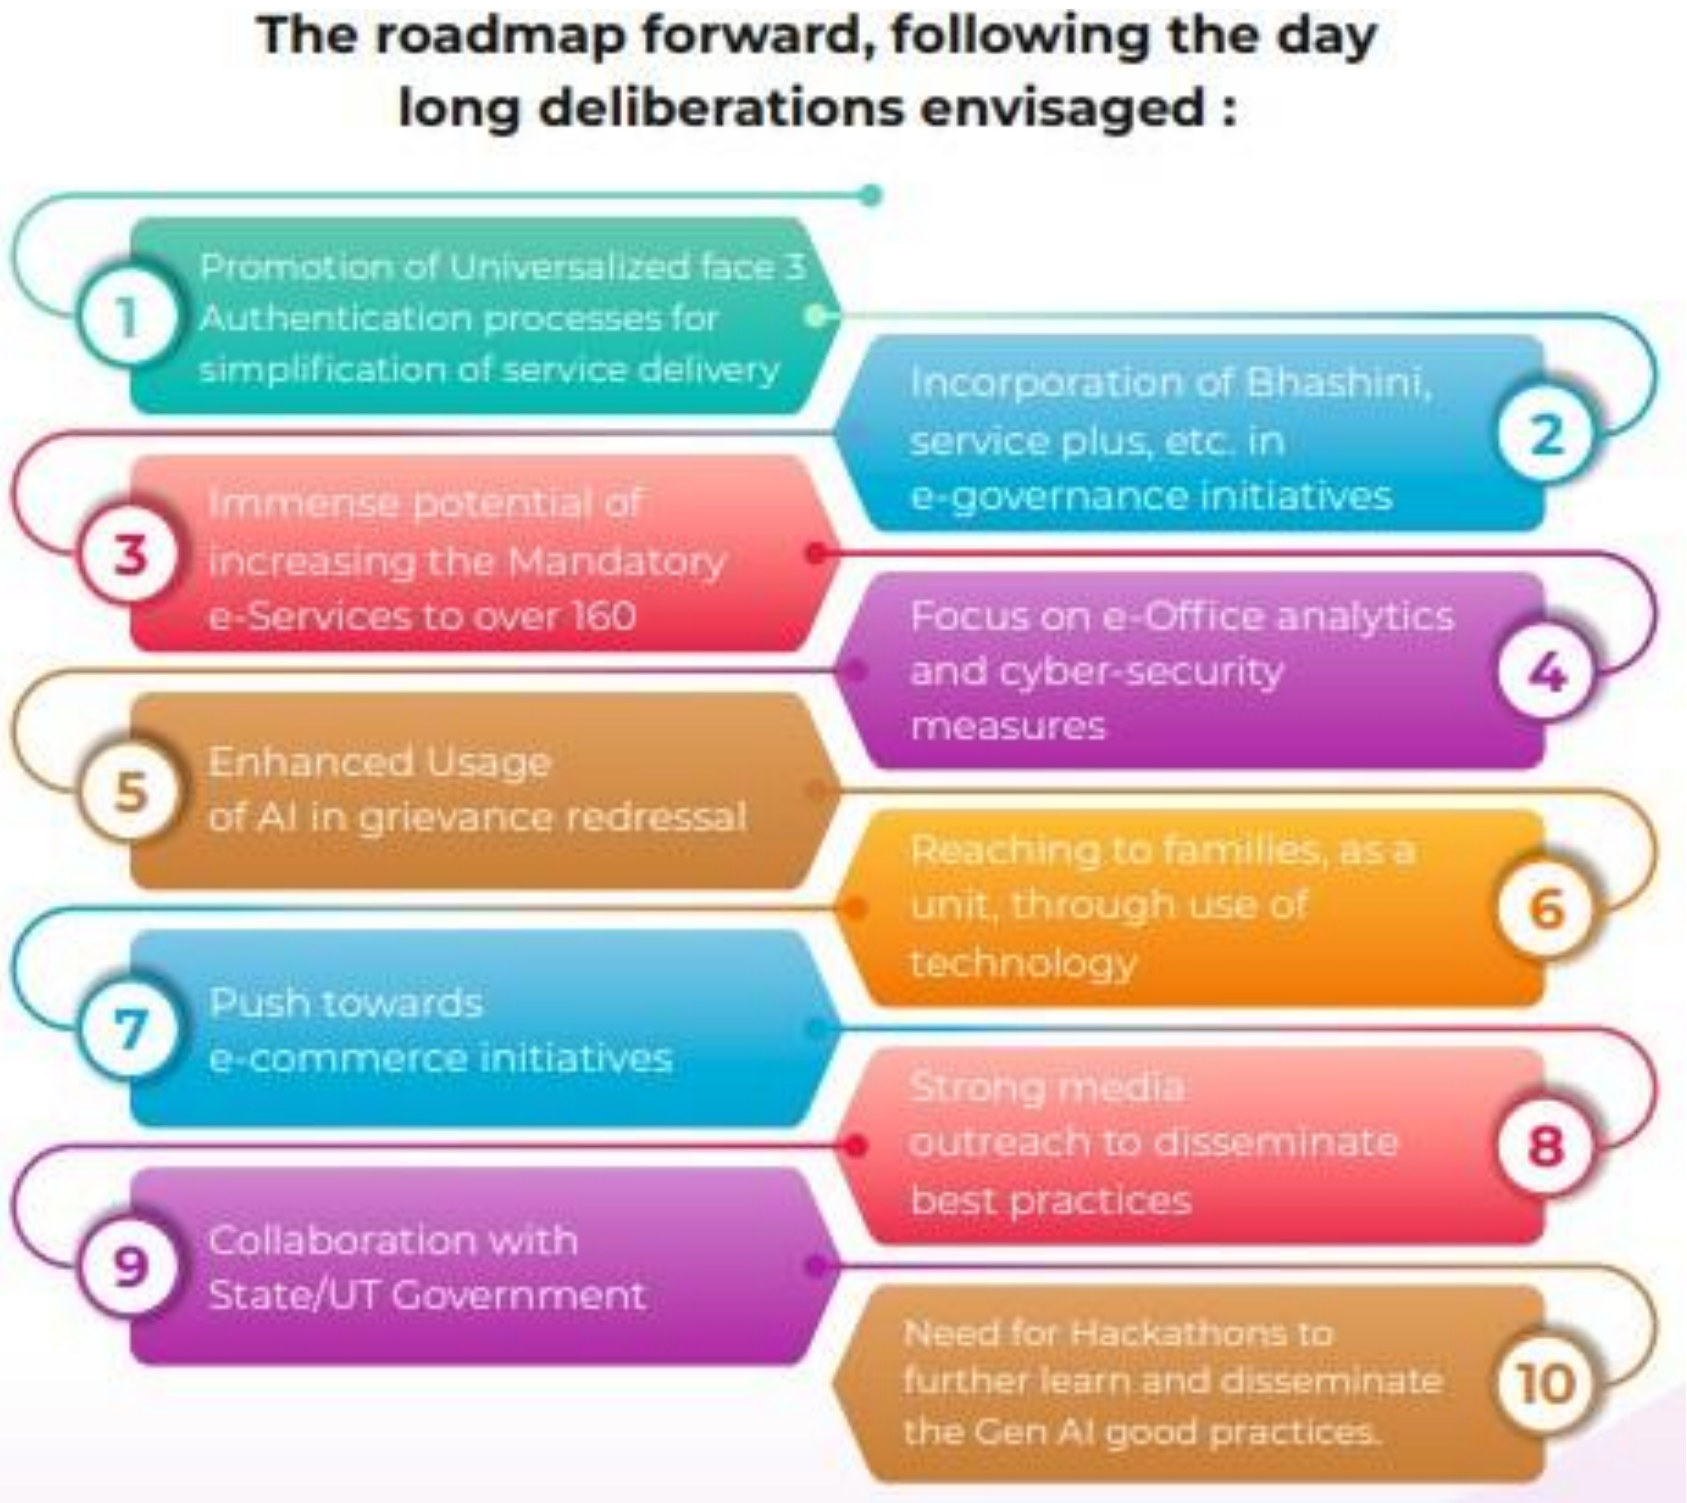 The roadmap forward, following the day
long deliberations envisaged :
1
Promotion of Universalized face 3
Authentication processes for
simplification of service delivery
2
Incorporation of Bhashini,
service plus, etc. in
e-governance initiatives
3
Immense potential of
increasing the Mandatory
e-Services to over 160
4
Focus on e-Office analytics
and cyber-security
measures
5
Enhanced Usage
of AI in grievance redressal
6
Reaching to families, as a
unit, through use of
technology
7
Push towards
e-commerce initiatives
8
Strong media
outreach to disseminate
best practices
9
Collaboration with
State/UT Government
10
Need for Hackathons to
further learn and disseminate
the Gen AI good practices.